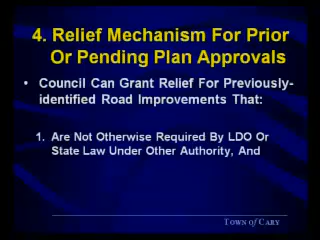 4. Relief Mechanism For Prior
Or Pending Plan Approvals
• Council Can Grant Relief For Previously-
identified Road Improvements That:
1. Are Not Otherwise Required By LDO Or
State Law Under Other Authority, And
TOWN of CARY